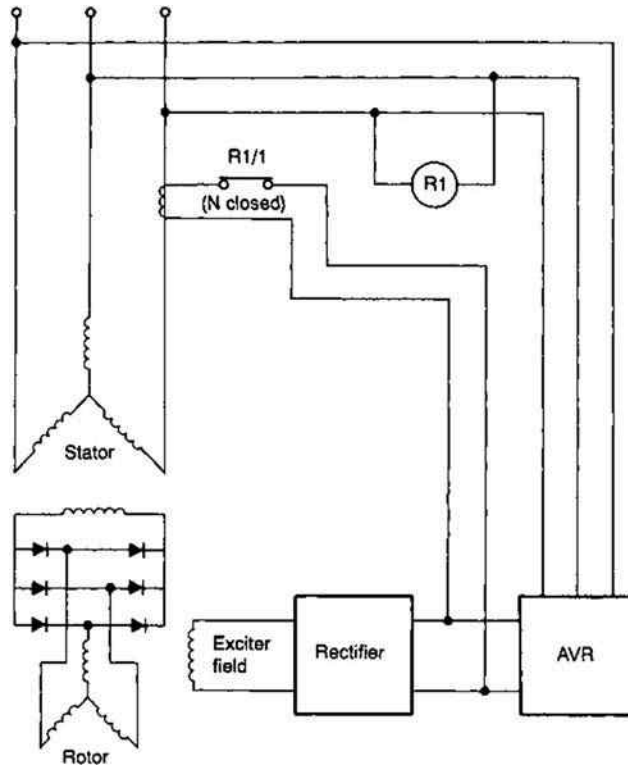 R1/1
(N closed)
R1
Stator
Exciter
field
Rectifier
AVR
Rotor